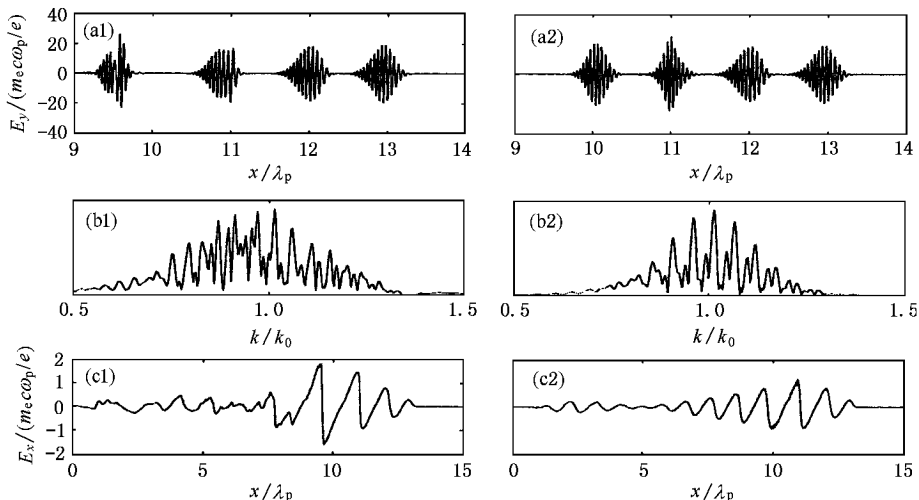 (a1)
40
20
0
-20
-40
E_y/(m_e cω_p/e)
9 10 11 12 13 14
x/λ_p
(a2)
9 10 11 12 13 14
x/λ_p
(b1)
0.5 1.0 1.5
k/k_0
(b2)
0.5 1.0 1.5
k/k_0
(c1)
2
1
0
-1
-2
E_x/(m_e cω_p/e)
0 5 10 15
x/λ_p
(c2)
0 5 10 15
x/λ_p